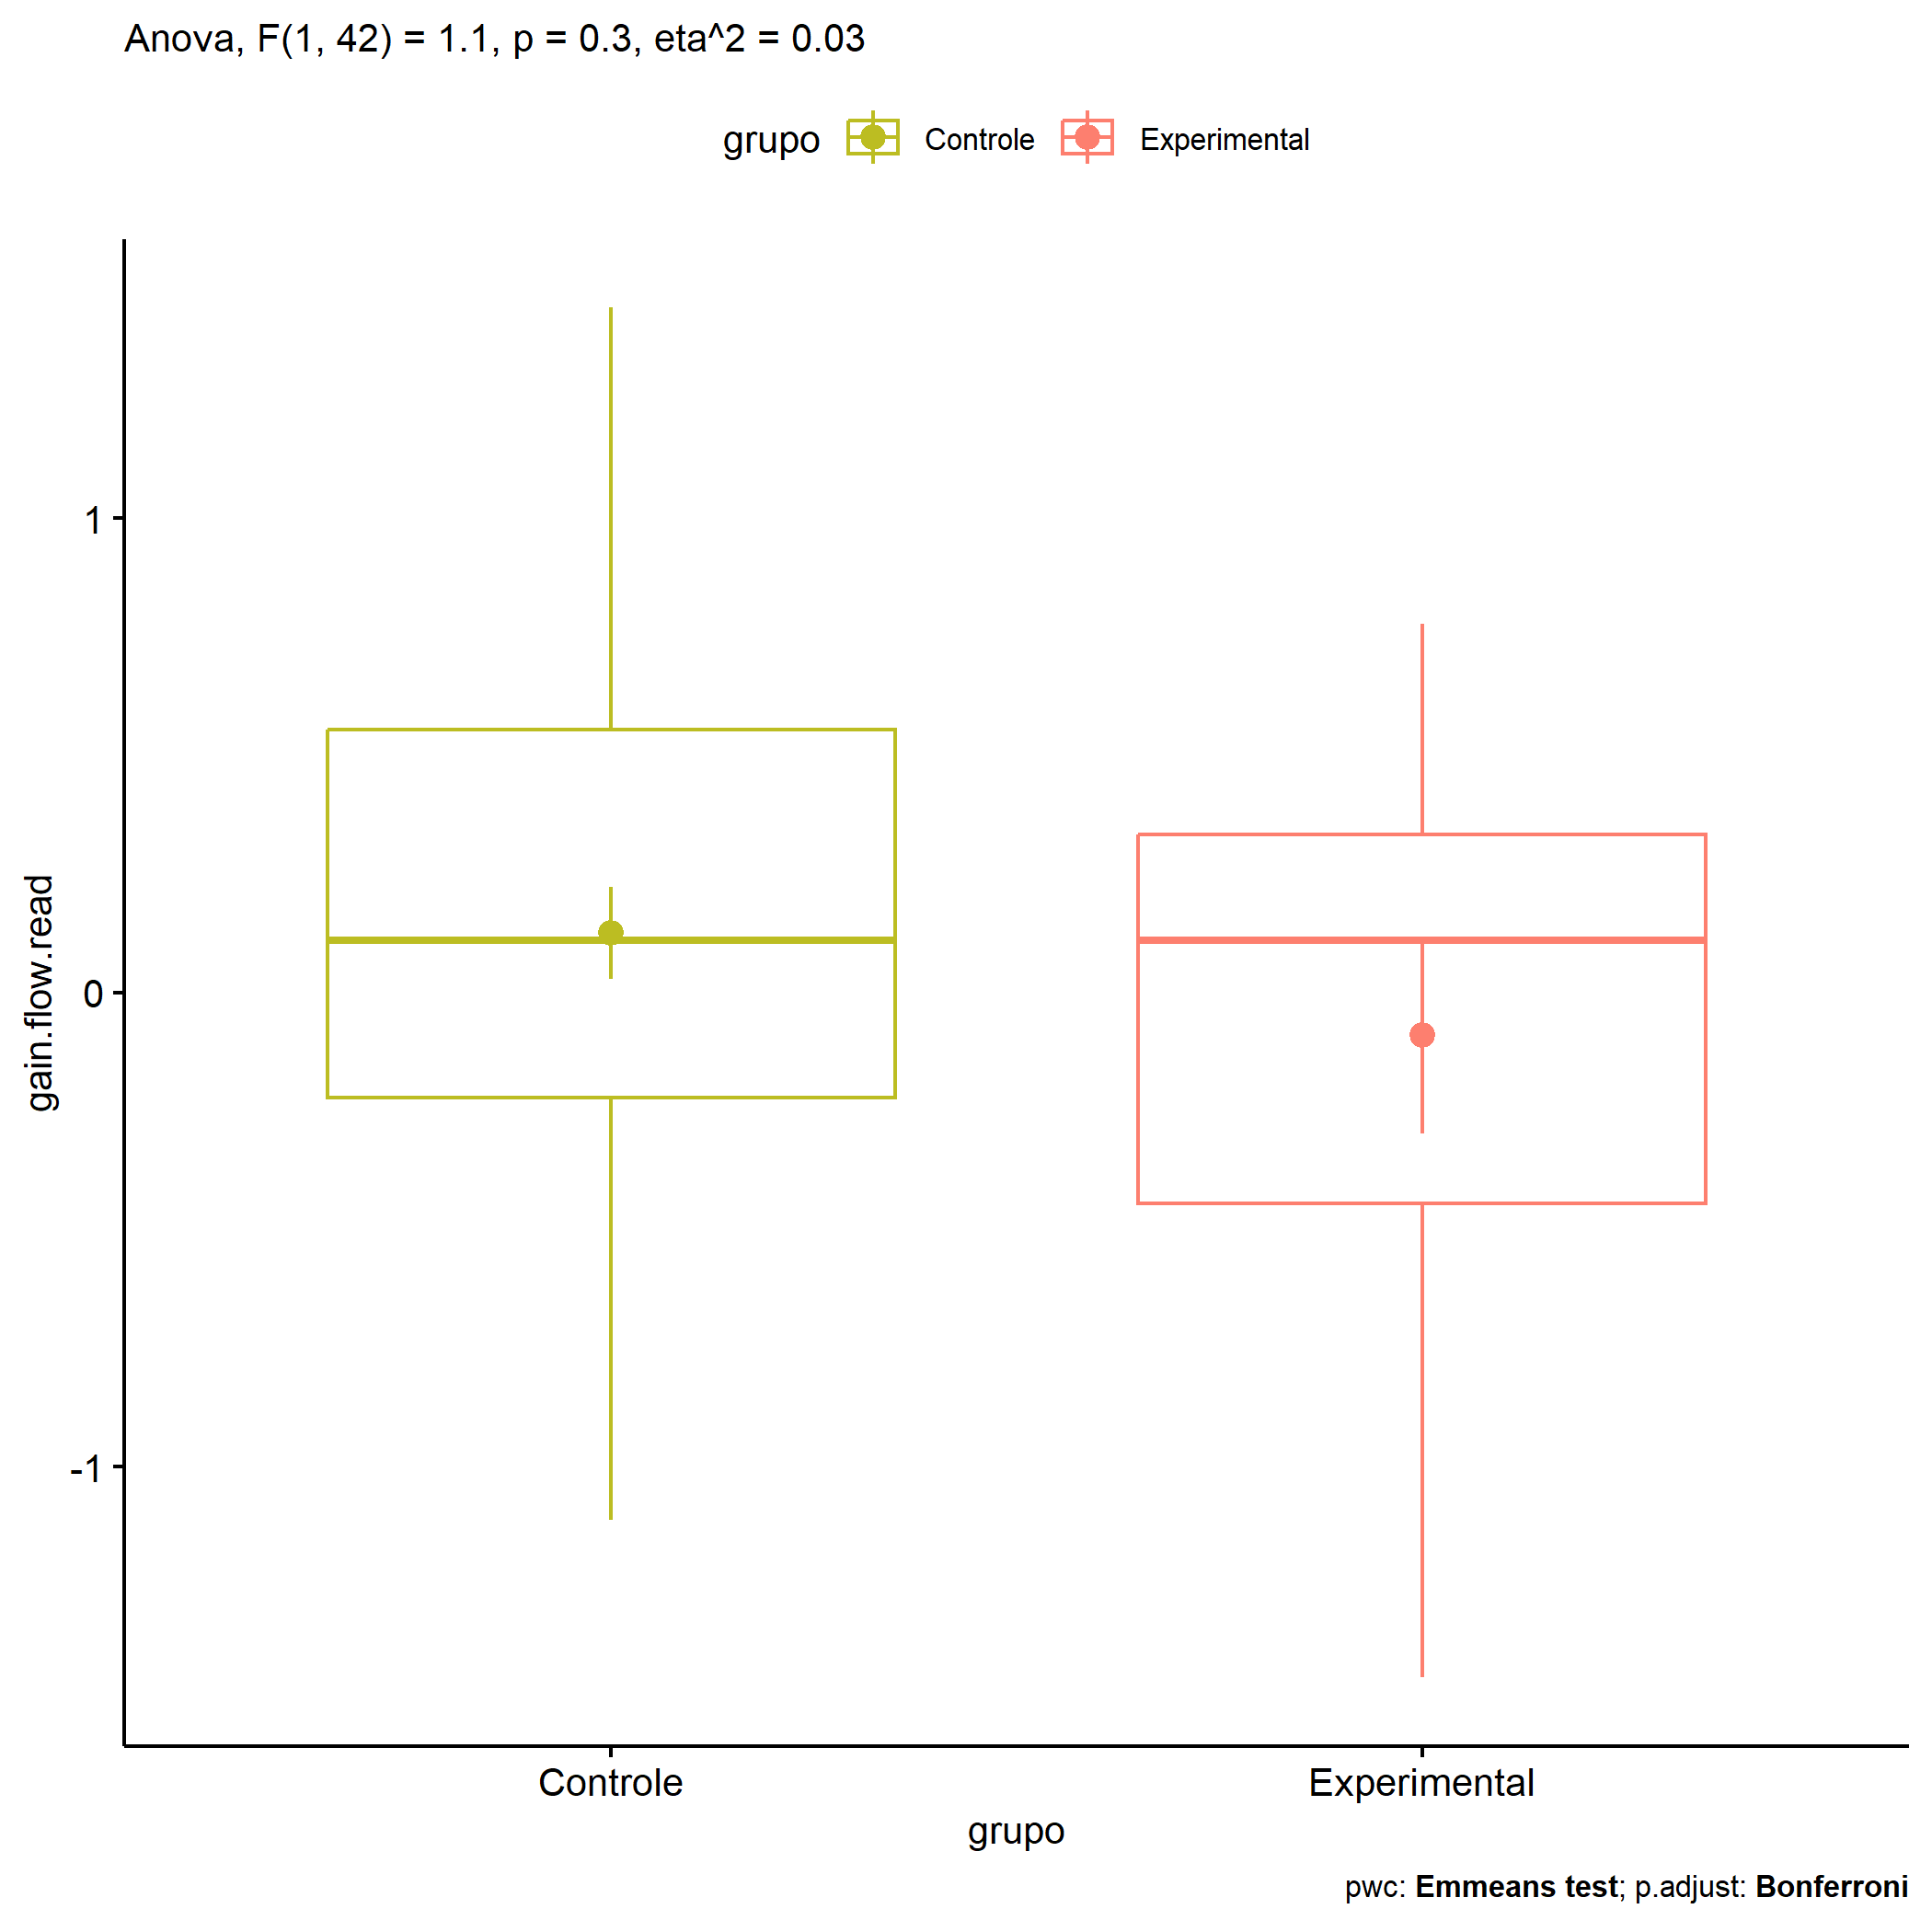 Anova, F(1, 42) = 1.1, p = 0.3, eta^2 = 0.03
grupo Controle Experimental
gain.flow.read
1
0
-1
Controle Experimental
grupo
pwc: Emmeans test; p.adjust: Bonferroni